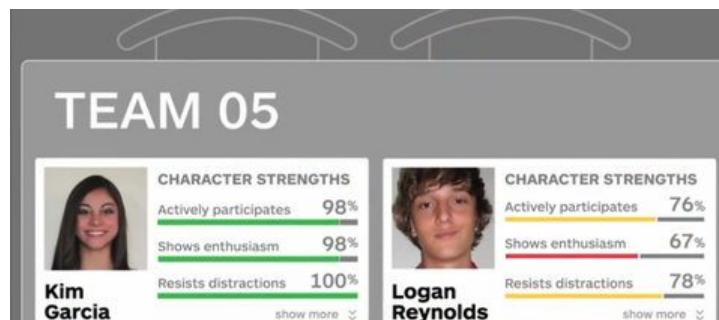 TEAM 05
CHARACTER STRENGTHS
Actively participates 98%
Shows enthusiasm 98%
Resists distractions 100%
Kim
Garcia
show more
CHARACTER STRENGTHS
Actively participates 76%
Shows enthusiasm 67%
Resists distractions 78%
Logan
Reynolds
show more